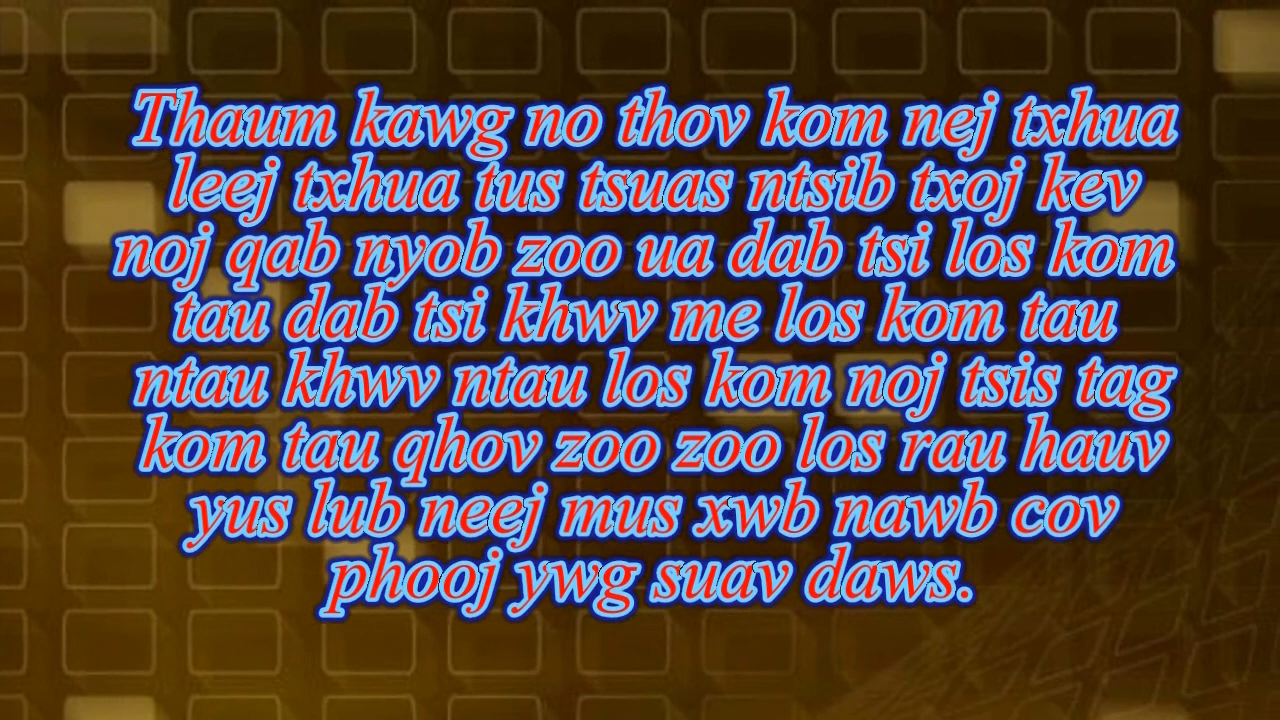 Thaum kawg no thov kom nej txhua
leej txhua tus tsuas ntsib txoj kev
noj qab nyob zoo ua dab tsi los kom
tau dab tsi khwv me los kom tau
ntau khwv ntau los kom noj tsis tag
kom tau qhov zoo zoo los rau hauv
yus lub neej mus xwb nawb cov
phooj ywg suav daws.